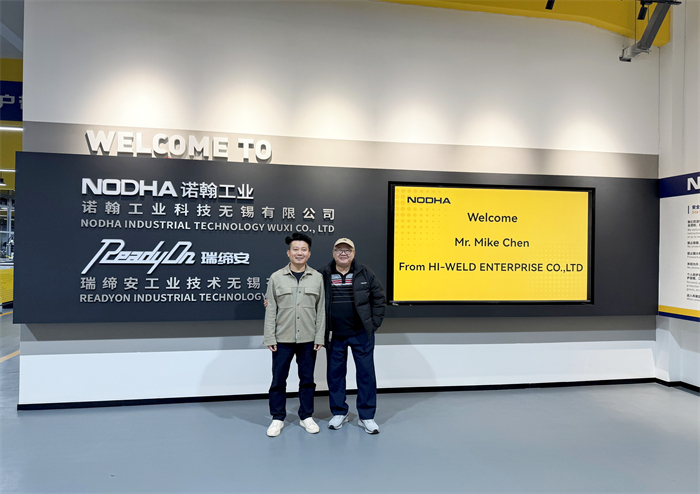 WELCOME TO
NODHA 诺翰工业
诺翰工业科技无锡有限公司
NODHA INDUSTRIAL TECHNOLOGY WUXI CO., LTD
ReadyOn 瑞缔安
瑞缔安工业技术无锡
READYON INDUSTRIAL TECHNOLOGY
NODHA
Welcome
Mr. Mike Chen
From HI-WELD ENTERPRISE CO.,LTD
N